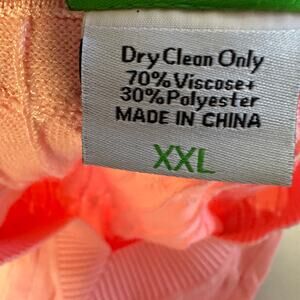 Dry Clean Only
70% Viscose+
30% Polyester
MADE IN CHINA
XXL